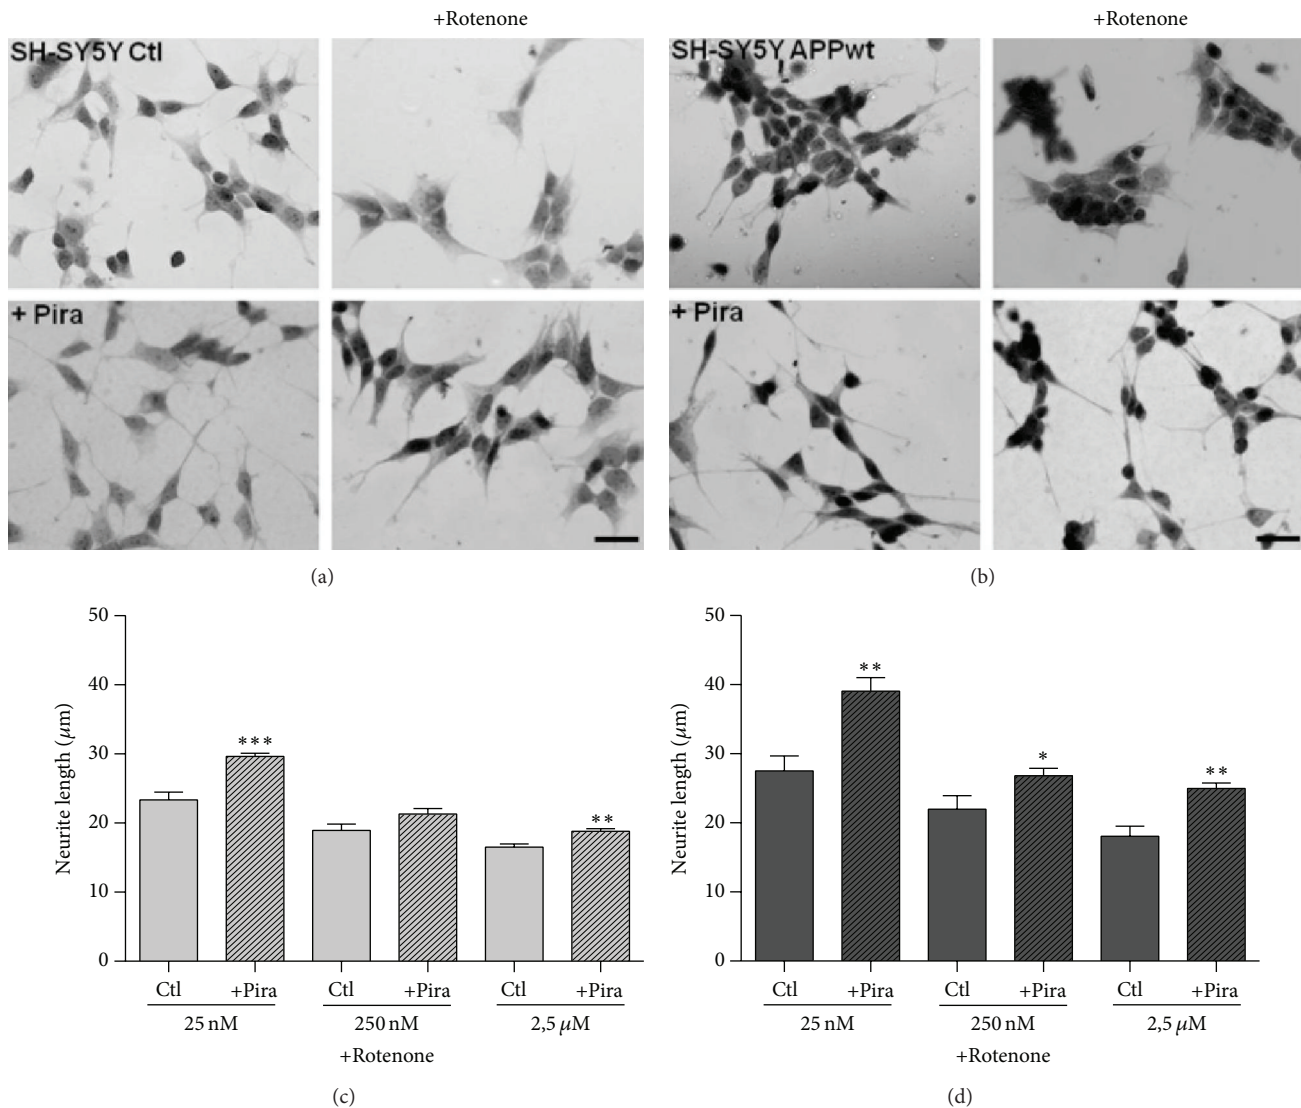 +Rotenone
+Rotenone
SH-SY5Y Ctl
SH-SY5Y APPwt
+ Pira
+ Pira
(a)
(b)
Neurite length (μm)
50
40
30
20
10
0
***
**
Ctl
+Pira
Ctl
+Pira
Ctl
+Pira
25 nM
250 nM
2,5 μM
+Rotenone
(c)
Neurite length (μm)
50
40
30
20
10
0
**
*
**
Ctl
+Pira
Ctl
+Pira
Ctl
+Pira
25 nM
250 nM
2,5 μM
+Rotenone
(d)